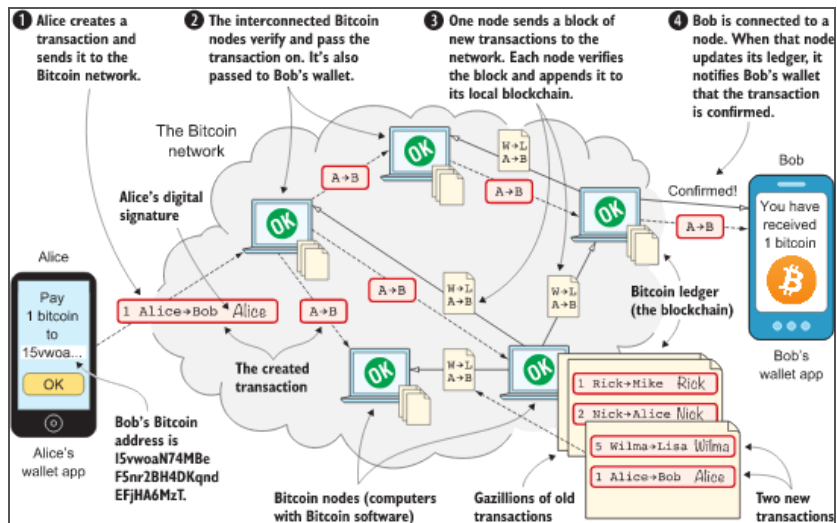 1 Alice creates a
transaction and
sends it to the
Bitcoin network.
2 The interconnected Bitcoin
nodes verify and pass the
transaction on. It's also
passed to Bob's wallet.
3 One node sends a block of
new transactions to the
network. Each node verifies
the block and appends it to
its local blockchain.
4 Bob is connected to a
node. When that node
updates its ledger, it
notifies Bob's wallet
that the transaction
is confirmed.
The Bitcoin
network
OK
W→L
A→B
Bob
A→B
A→B
Confirmed!
Alice's digital
signature
OK
OK
A→B
You have
received
1 bitcoin
Alice
Pay
1 bitcoin
to
15vwoa...
OK
1 Alice→Bob Alice
A→B
A→B
W→L
A→B
W→L
A→B
Bitcoin ledger
(the blockchain)
The created
transaction
OK
W→L
A→B
OK
Bob's
wallet app
1 Rick→Mike Rick
2 Nick→Alice Nick
5 Wilma→Lisa Wilma
1 Alice→Bob Alice
Alice's
wallet app
Bob's Bitcoin
address is
15vwoaN74MBe
F5nr2BH4DKqnd
EFjHA6MzT.
Bitcoin nodes (computers
with Bitcoin software)
Gazillions of old
transactions
Two new
transactions